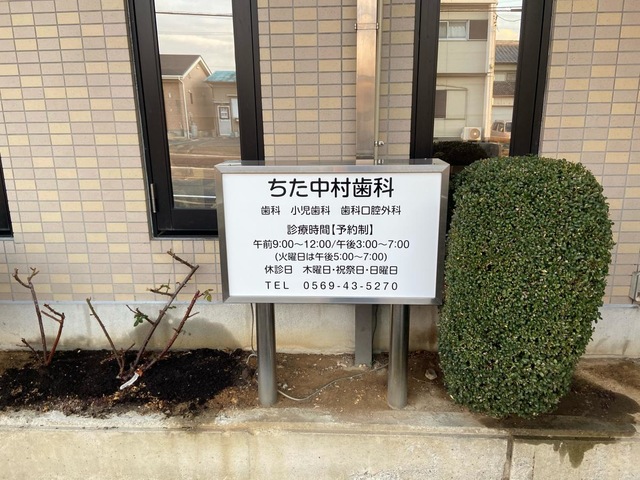 ちた中村歯科
歯科 小児歯科 歯科口腔外科
診療時間【予約制】
午前9:00～12:00/午後3:00～7:00
(火曜日は午後5:00～7:00)
休診日 木曜日・祝祭日・日曜日
TEL 0569-43-5270